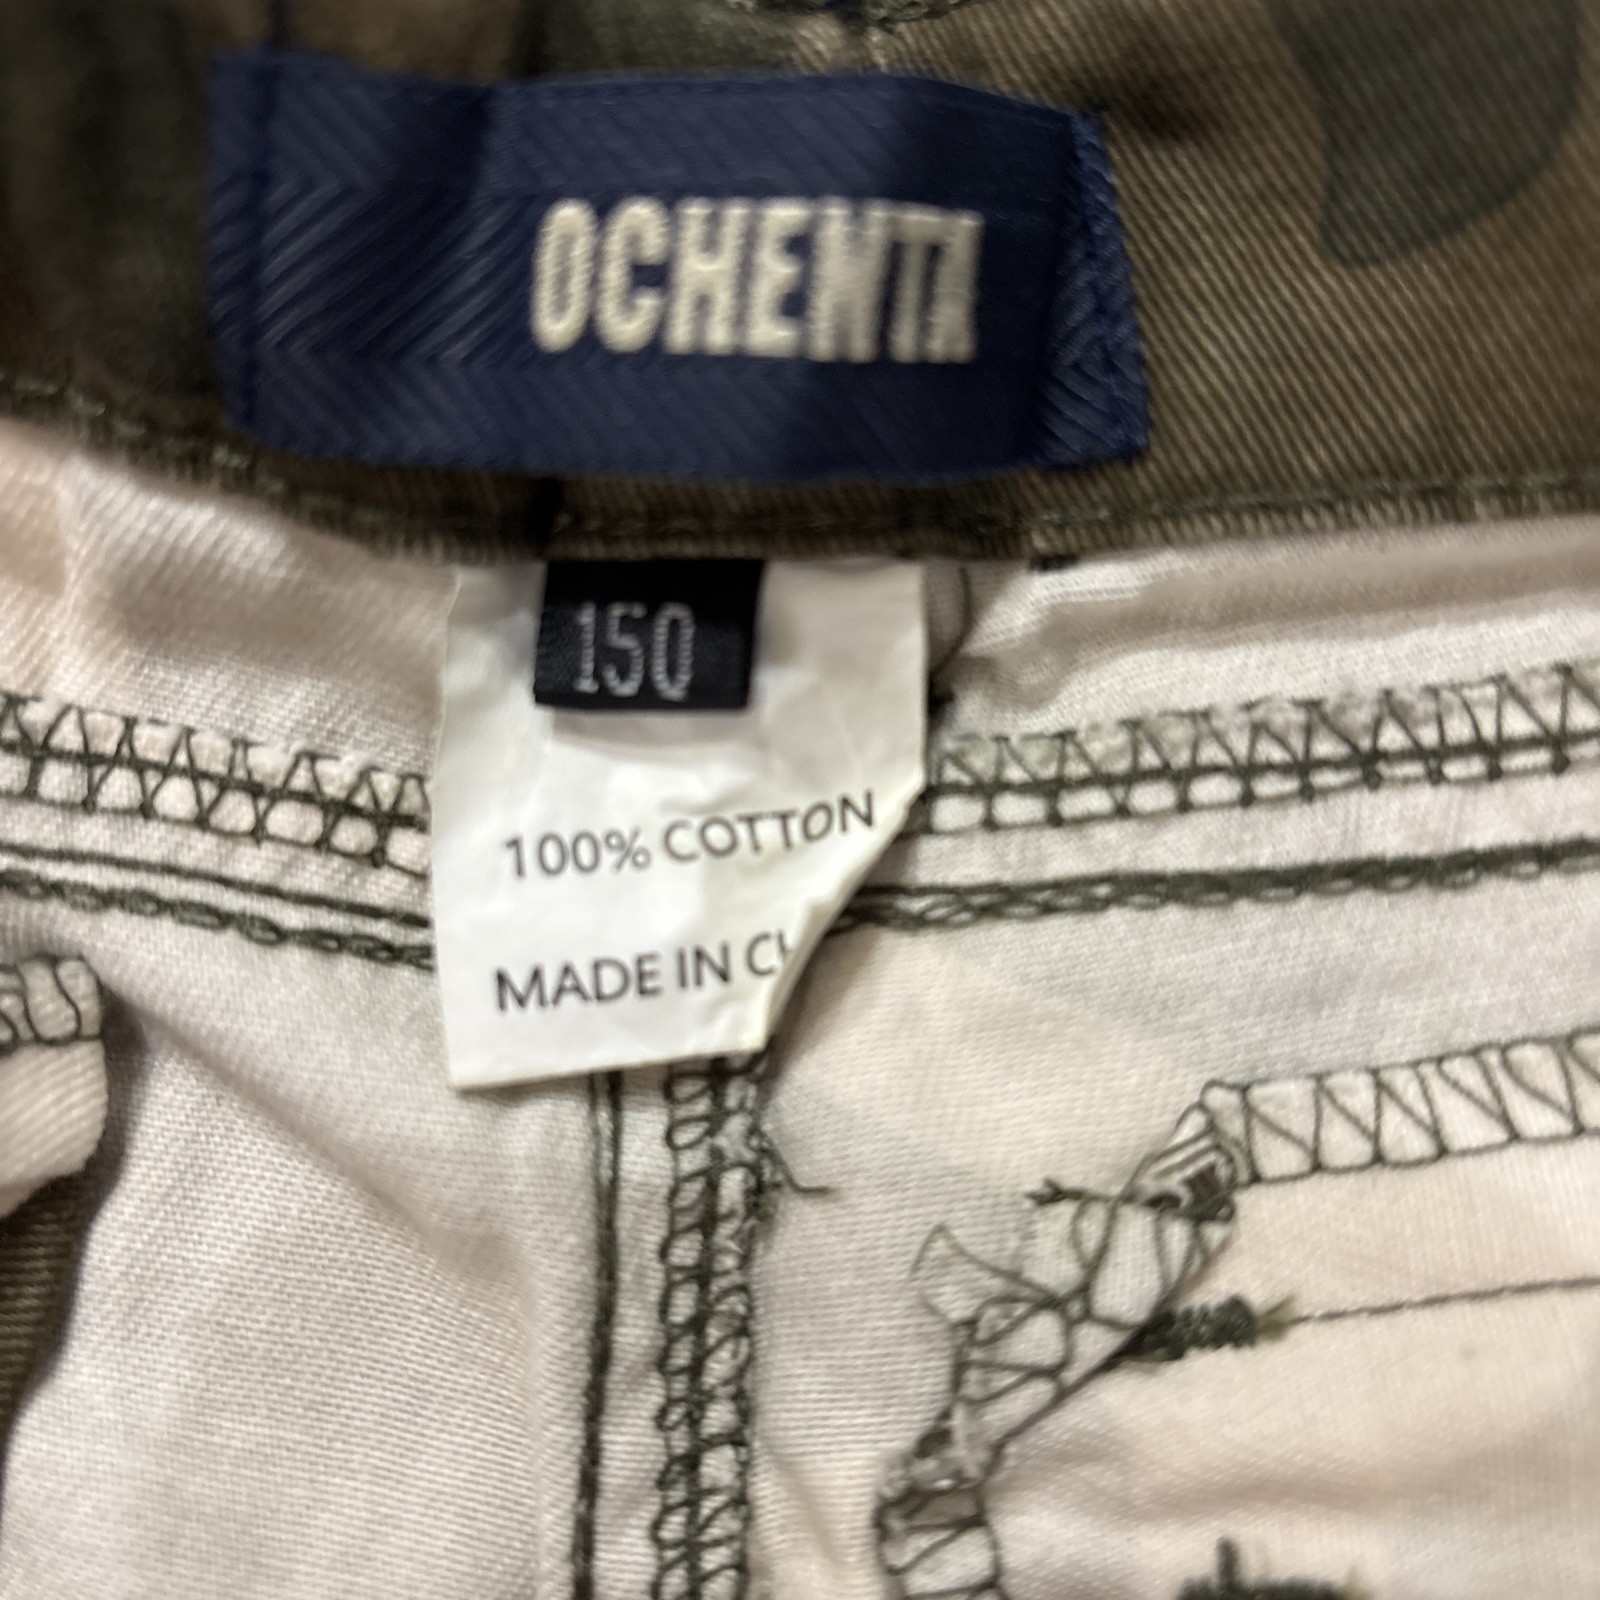 OCHENTA
150
100% COTTON
MADE IN CH